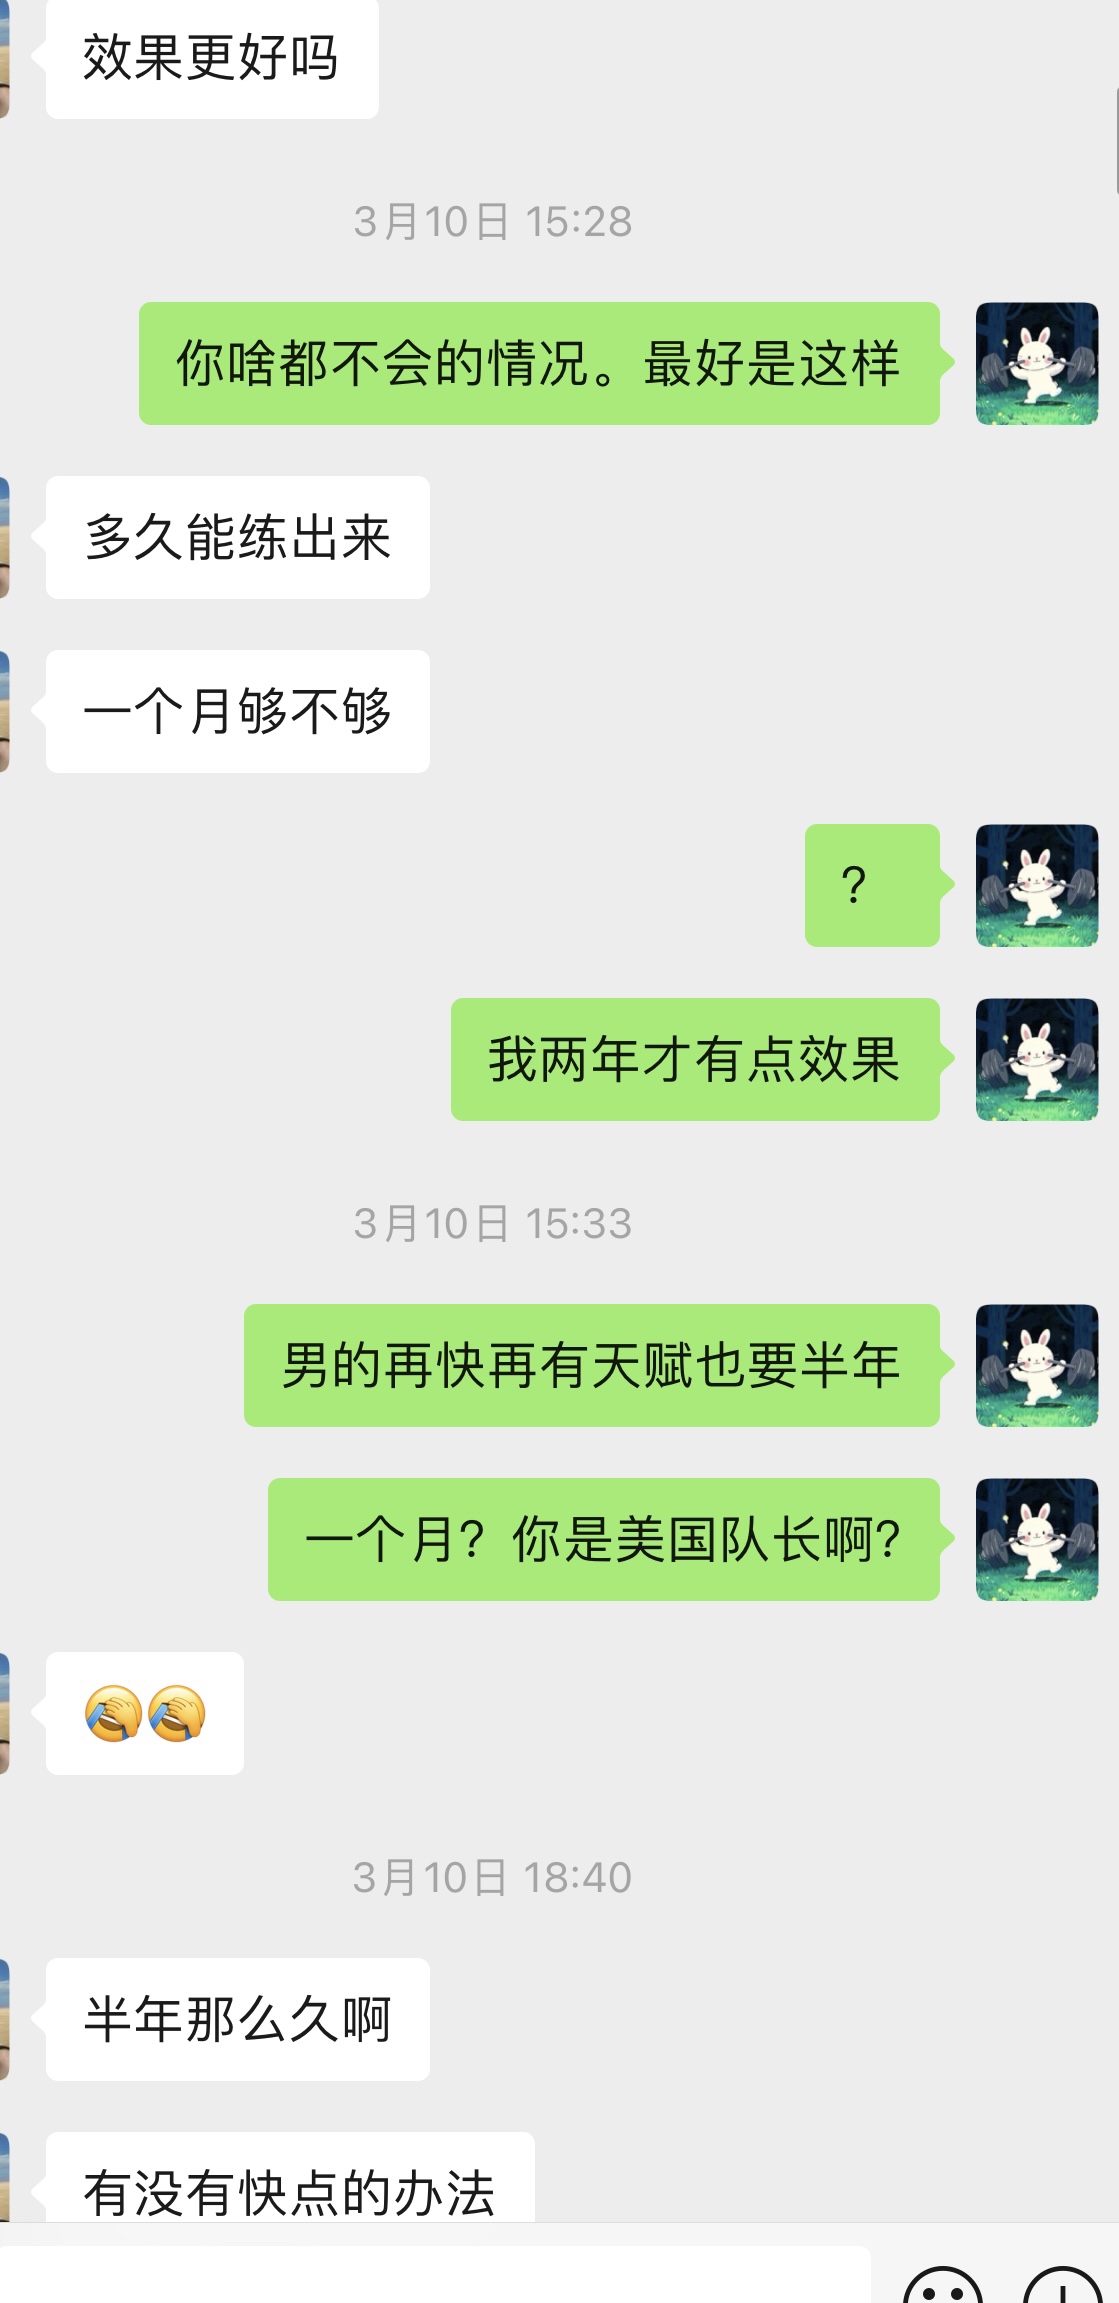 效果更好吗
3月10日 15:28
你啥都不会的情况。最好是这样
多久能练出来
一个月够不够
?
我两年才有点效果
3月10日 15:33
男的再快再有天赋也要半年
一个月? 你是美国队长啊?
🤦🤦
3月10日 18:40
半年那么久啊
有没有快点的办法